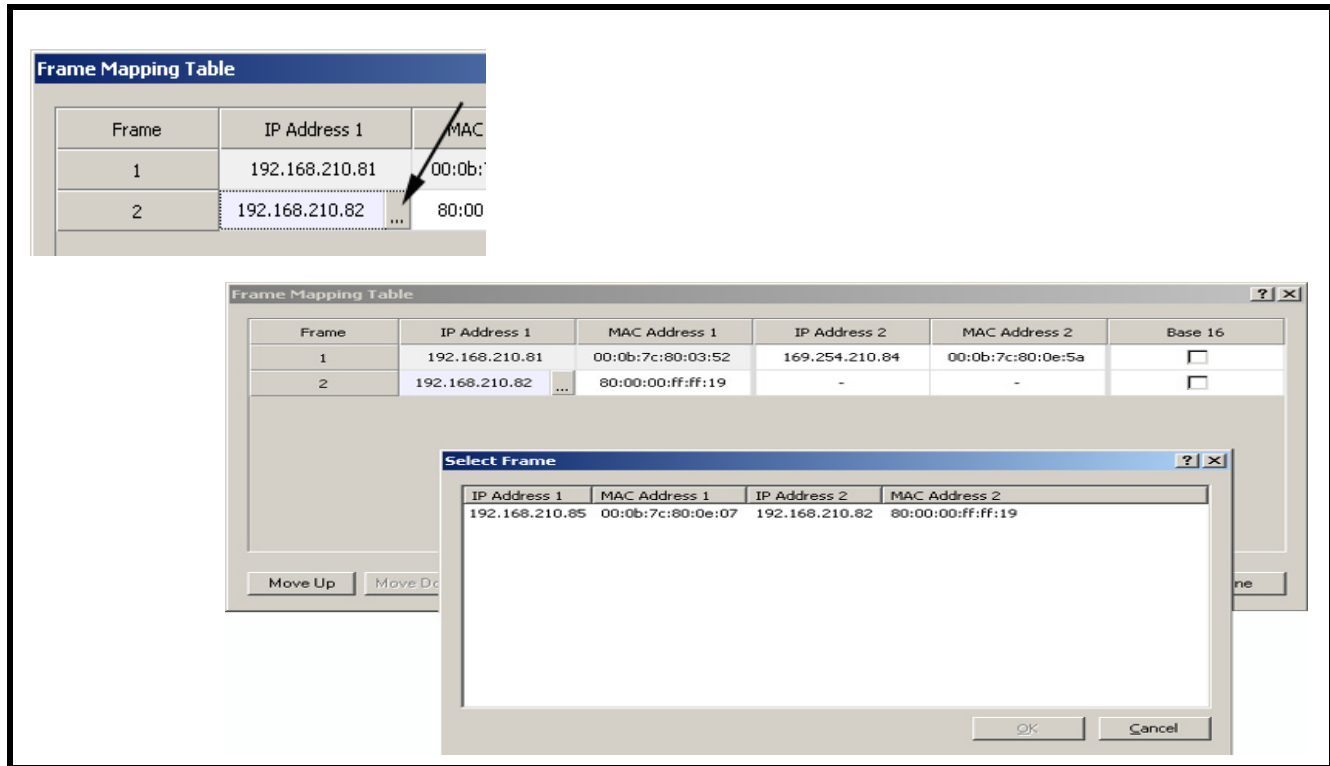 Frame Mapping Table
Frame IP Address 1 MAC
1 192.168.210.81 00:0b:
2 192.168.210.82 ... 80:00
Frame Mapping Table
Frame IP Address 1 MAC Address 1 IP Address 2 MAC Address 2 Base 16
1 192.168.210.81 00:0b:7c:80:03:52 169.254.210.84 00:0b:7c:80:0e:5a
2 192.168.210.82 ... 80:00:00:ff:ff:19 - -
Select Frame
IP Address 1 MAC Address 1 IP Address 2 MAC Address 2
192.168.210.85 00:0b:7c:80:0e:07 192.168.210.82 80:00:00:ff:ff:19
Move Up Move Do ne
OK Cancel